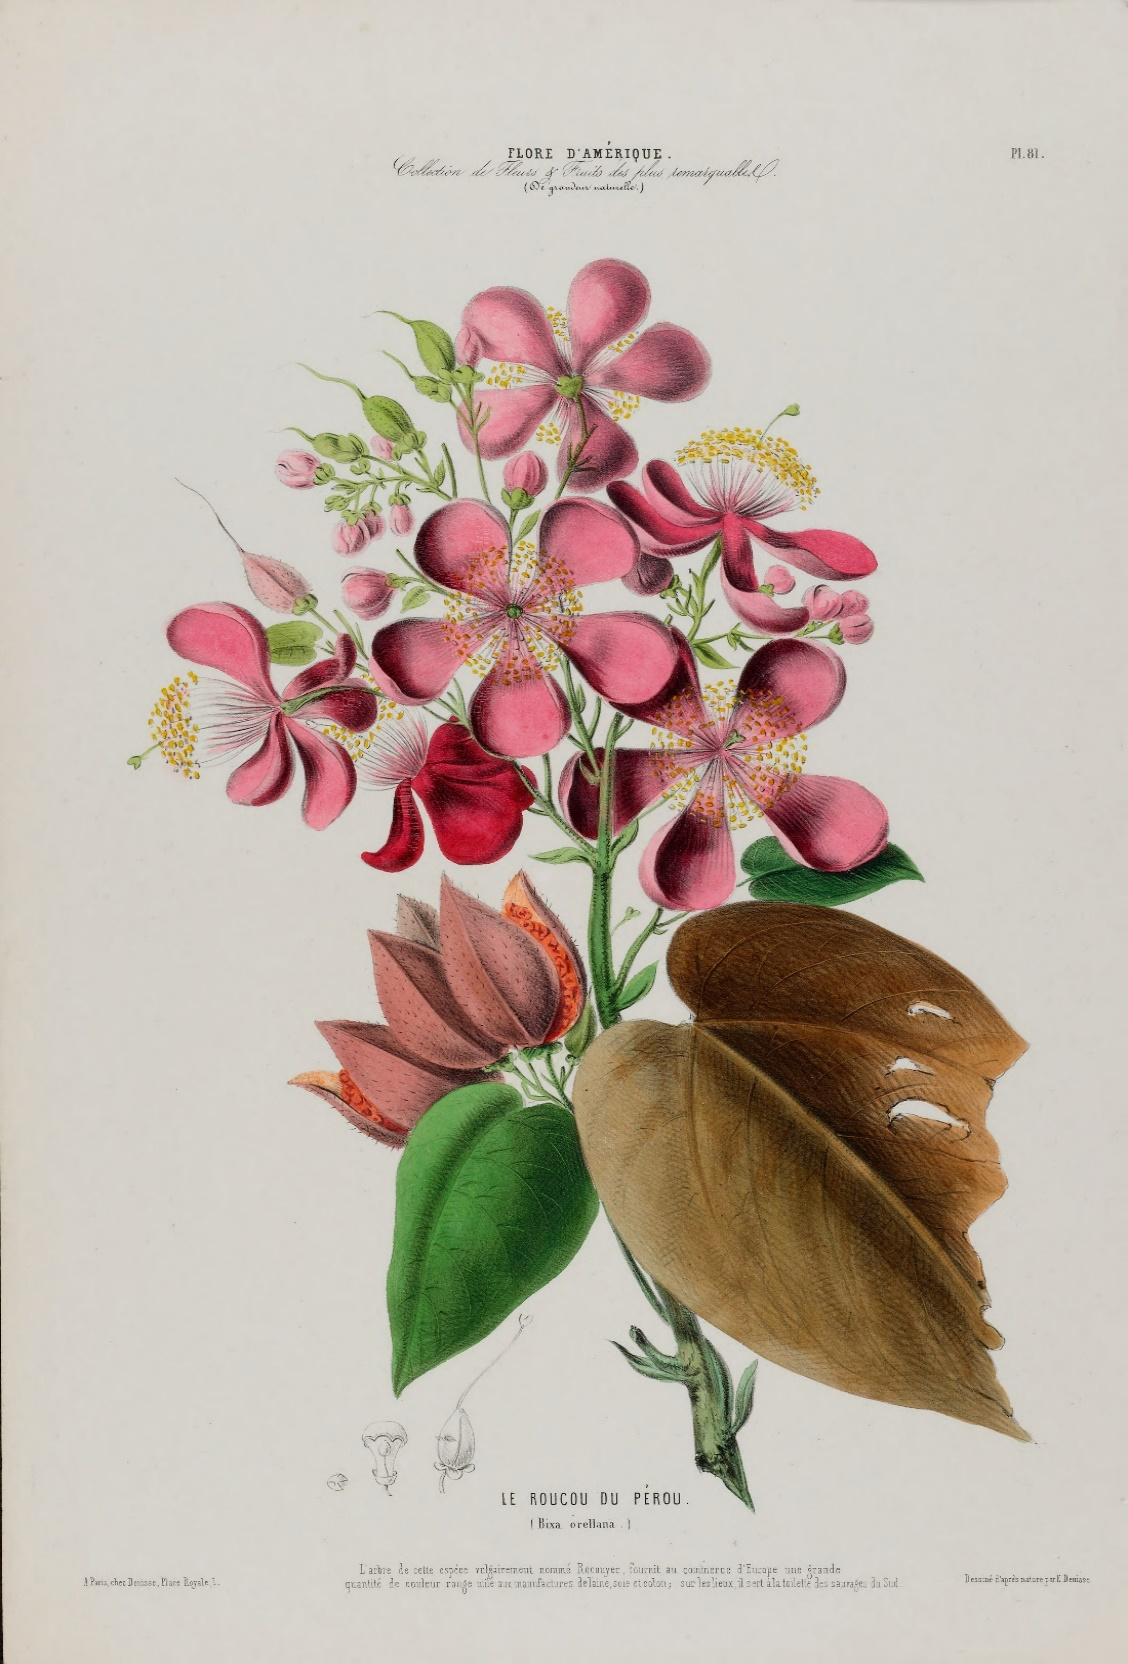 FLORE D'AMÉRIQUE.
Pl. 81.
Collection de Fleurs & Fruits des plus remarquables.
(De grandeur naturelle.)
LE ROUCOU DU PÉROU.
(Bixa orellana.)
L'arbre de cette espèce vulgairement nommé Rocouyer, fournit au commerce d'Europe une grande
quantité de couleur rouge utile aux manufactures de laine, soie et coton; sur les lieux, il sert à la toilette des sauvages du Sud.
A Paris, chez Denisse, Place Royale,
Dessiné d'après nature par E. Denisse